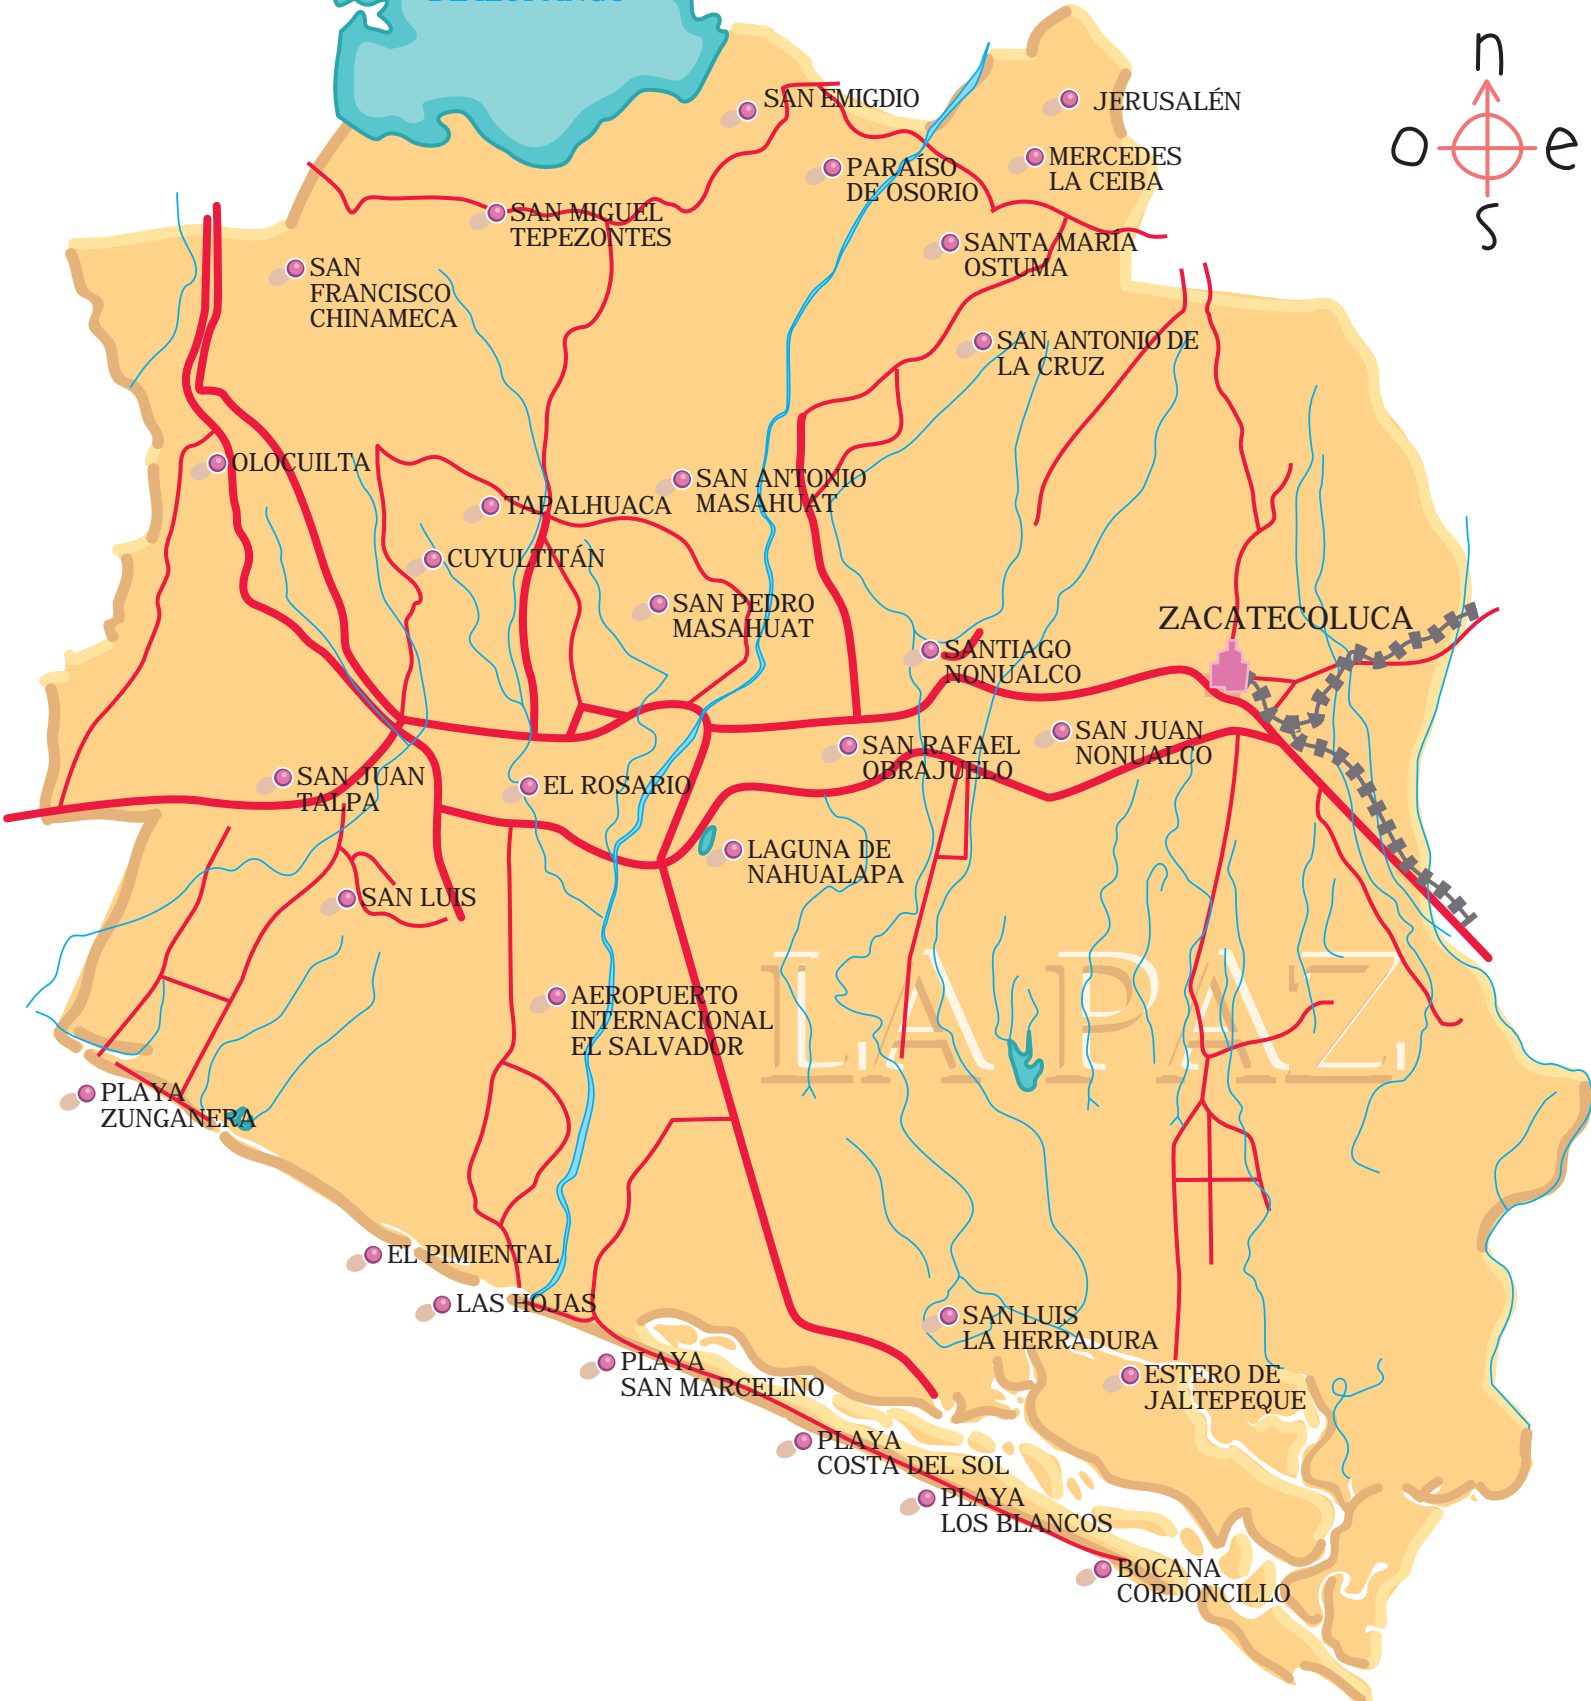 n
o
e
s
SAN EMIGDIO
JERUSALÉN
PARAÍSO
DE OSORIO
MERCEDES
LA CEIBA
SAN MIGUEL
TEPEZONTES
SANTA MARÍA
OSTUMA
SAN
FRANCISCO
CHINAMECA
SAN ANTONIO DE
LA CRUZ
OLOCUILTA
TAPALHUACA
SAN ANTONIO
MASAHUAT
CUYULTITÁN
SAN PEDRO
MASAHUAT
ZACATECOLUCA
SANTIAGO
NONUALCO
SAN RAFAEL
OBRAJUELO
SAN JUAN
NONUALCO
SAN JUAN
TALPA
EL ROSARIO
LAGUNA DE
NAHUALAPA
SAN LUIS
LA PAZ
AEROPUERTO
INTERNACIONAL
EL SALVADOR
PLAYA
ZUNGANERA
EL PIMIENTAL
LAS HOJAS
SAN LUIS
LA HERRADURA
PLAYA
SAN MARCELINO
ESTERO DE
JALTEPEQUE
PLAYA
COSTA DEL SOL
PLAYA
LOS BLANCOS
BOCANA
CORDONCILLO